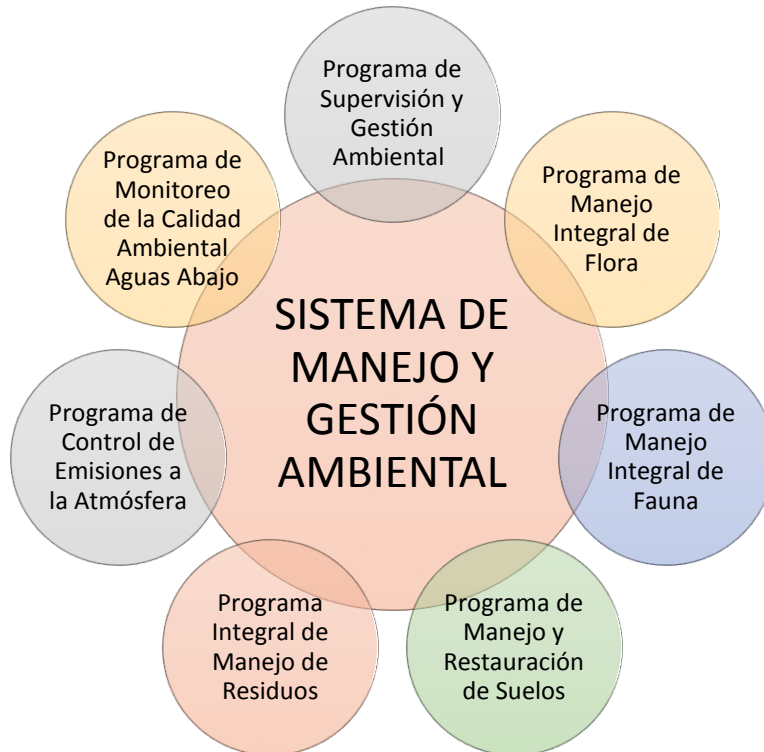 Programa de
Supervisión y
Gestión
Ambiental
Programa de
Manejo
Integral de
Flora
Programa de
Manejo
Integral de
Fauna
Programa de
Manejo y
Restauración
de Suelos
Programa
Integral de
Manejo de
Residuos
Programa de
Control de
Emisiones a
la Atmósfera
Programa de
Monitoreo
de la Calidad
Ambiental
Aguas Abajo
SISTEMA DE
MANEJO Y
GESTIÓN
AMBIENTAL